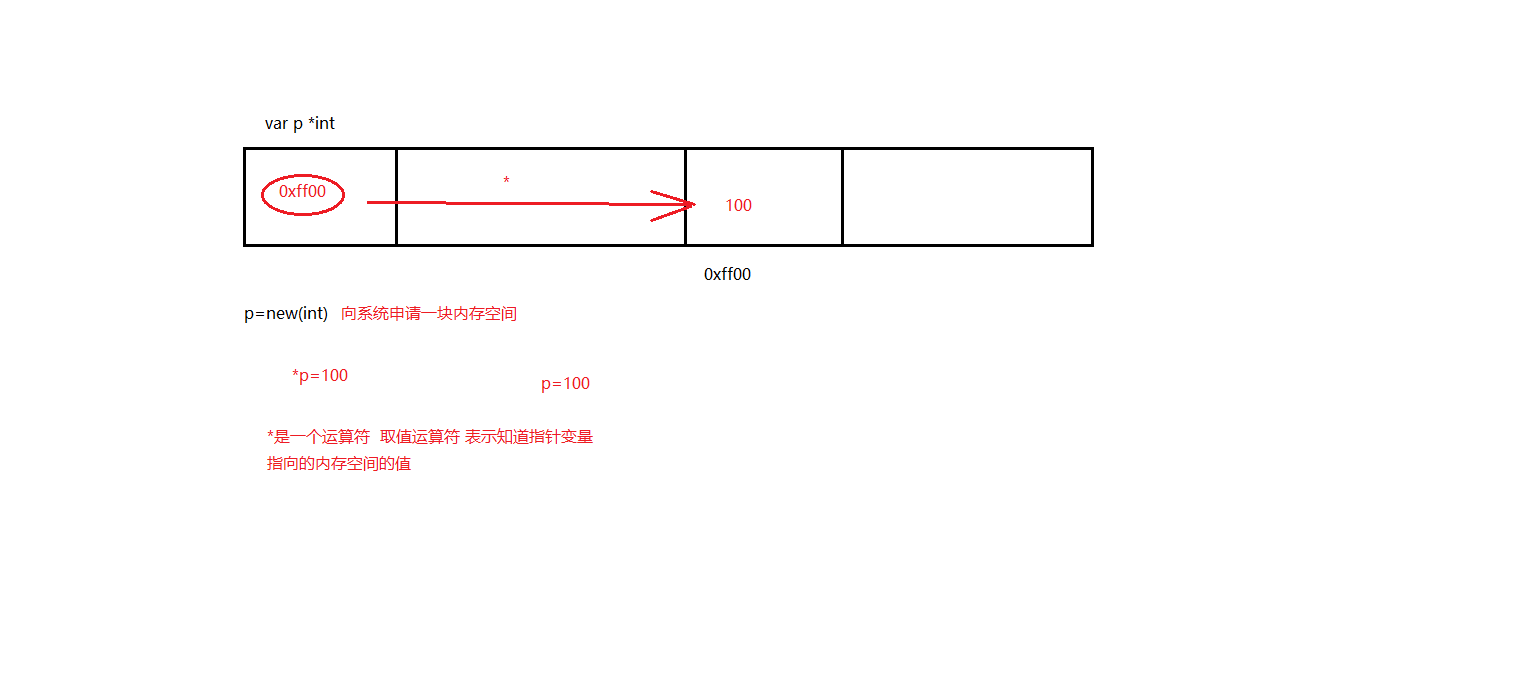 var p *int
0xff00
*
100
0xff00
p=new(int) 向系统申请一块内存空间
*p=100
p=100
*是一个运算符 取值运算符 表示知道指针变量
指向的内存空间的值